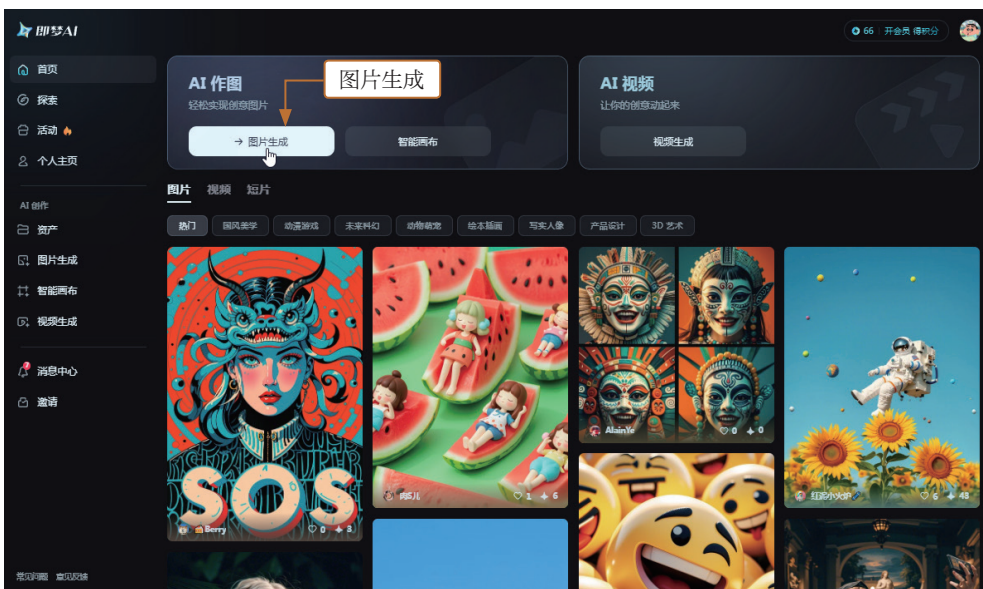 即梦AI
66 开会员 得积分
首页
探索
活动
个人主页
AI 创作
资产
图片生成
智能画布
视频生成
消息中心
邀请
常见问题 意见反馈
AI 作图
轻松实现创意图片
图片生成
图片生成
智能画布
AI 视频
让你的创意动起来
视频生成
图片 视频 短片
热门 国风美学 动漫游戏 未来科幻 动物萌宠 绘本插画 写实人像 产品设计 3D 艺术
SOS
Berry 0 3
1 6
AlainYe 0 0
红泥小火炉 6 48